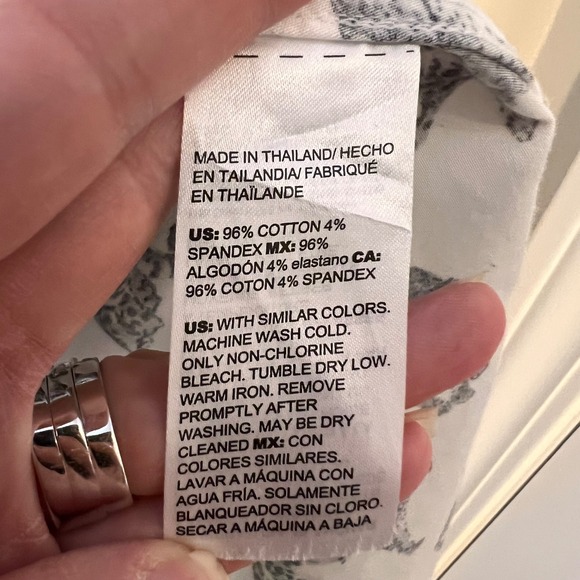 MADE IN THAILAND/ HECHO
EN TAILANDIA/ FABRIQUÉ
EN THAÏLANDE
US: 96% COTTON 4%
SPANDEX MX: 96%
ALGODÓN 4% elastano CA:
96% COTON 4% SPANDEX
US: WITH SIMILAR COLORS.
MACHINE WASH COLD.
ONLY NON-CHLORINE
BLEACH. TUMBLE DRY LOW.
WARM IRON. REMOVE
PROMPTLY AFTER
WASHING. MAY BE DRY
CLEANED MX: CON
COLORES SIMILARES.
LAVAR A MÁQUINA CON
AGUA FRÍA. SOLAMENTE
BLANQUEADOR SIN CLORO.
SECAR A MÁQUINA A BAJA